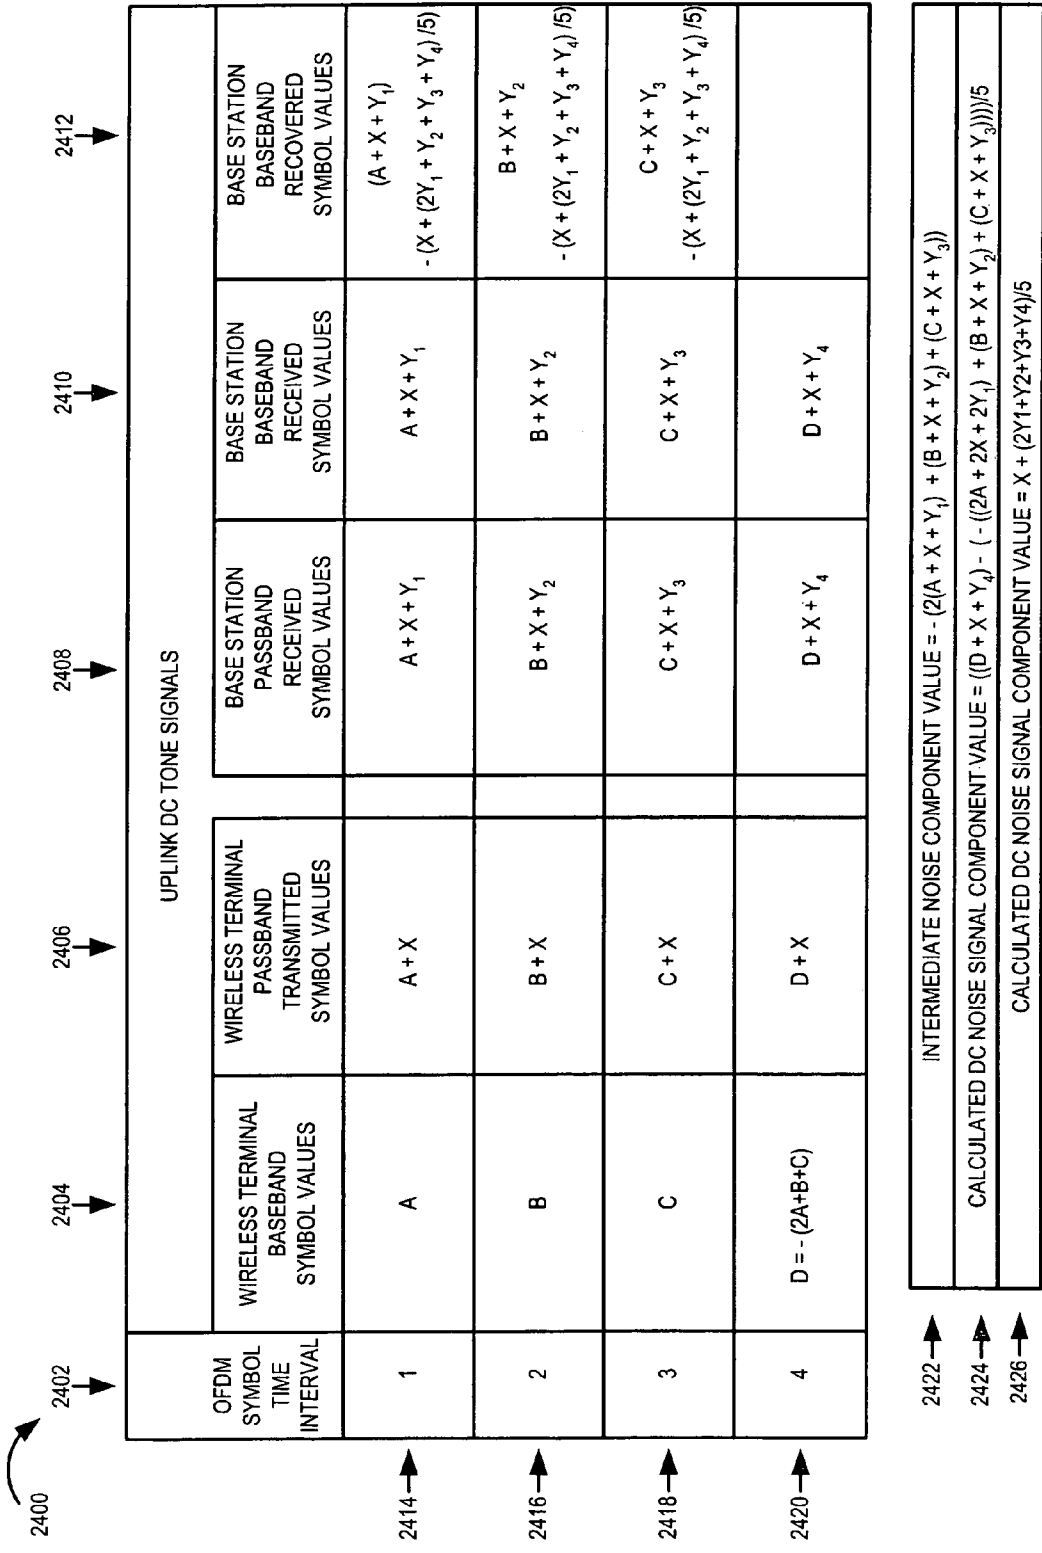 2400
2402
2404
2406
2408
2410
2412
UPLINK DC TONE SIGNALS
OFDM
SYMBOL
TIME
INTERVAL
WIRELESS TERMINAL
BASEBAND
SYMBOL VALUES
WIRELESS TERMINAL
PASSBAND
TRANSMITTED
SYMBOL VALUES
BASE STATION
PASSBAND
RECEIVED
SYMBOL VALUES
BASE STATION
BASEBAND
RECEIVED
SYMBOL VALUES
BASE STATION
BASEBAND
RECOVERED
SYMBOL VALUES
2414
1
A
A + X
A + X + Y₁
A + X + Y₁
(A + X + Y₁)
- (X + (2Y₁ + Y₂ + Y₃ + Y₄) /5)
2416
2
B
B + X
B + X + Y₂
B + X + Y₂
B + X + Y₂
- (X + (2Y₁ + Y₂ + Y₃ + Y₄) /5)
2418
3
C
C + X
C + X + Y₃
C + X + Y₃
C + X + Y₃
- (X + (2Y₁ + Y₂ + Y₃ + Y₄) /5)
2420
4
D = - (2A+B+C)
D + X
D + X + Y₄
D + X + Y₄
2422
INTERMEDIATE NOISE COMPONENT VALUE = - (2(A + X + Y₁) + (B + X + Y₂) + (C + X + Y₃))
2424
CALCULATED DC NOISE SIGNAL COMPONENT VALUE = ((D + X + Y₄) - ( - ((2A + 2X + 2Y₁) + (B + X + Y₂) + (C + X + Y₃))))/5
2426
CALCULATED DC NOISE SIGNAL COMPONENT VALUE = X + (2Y1+Y2+Y3+Y4)/5